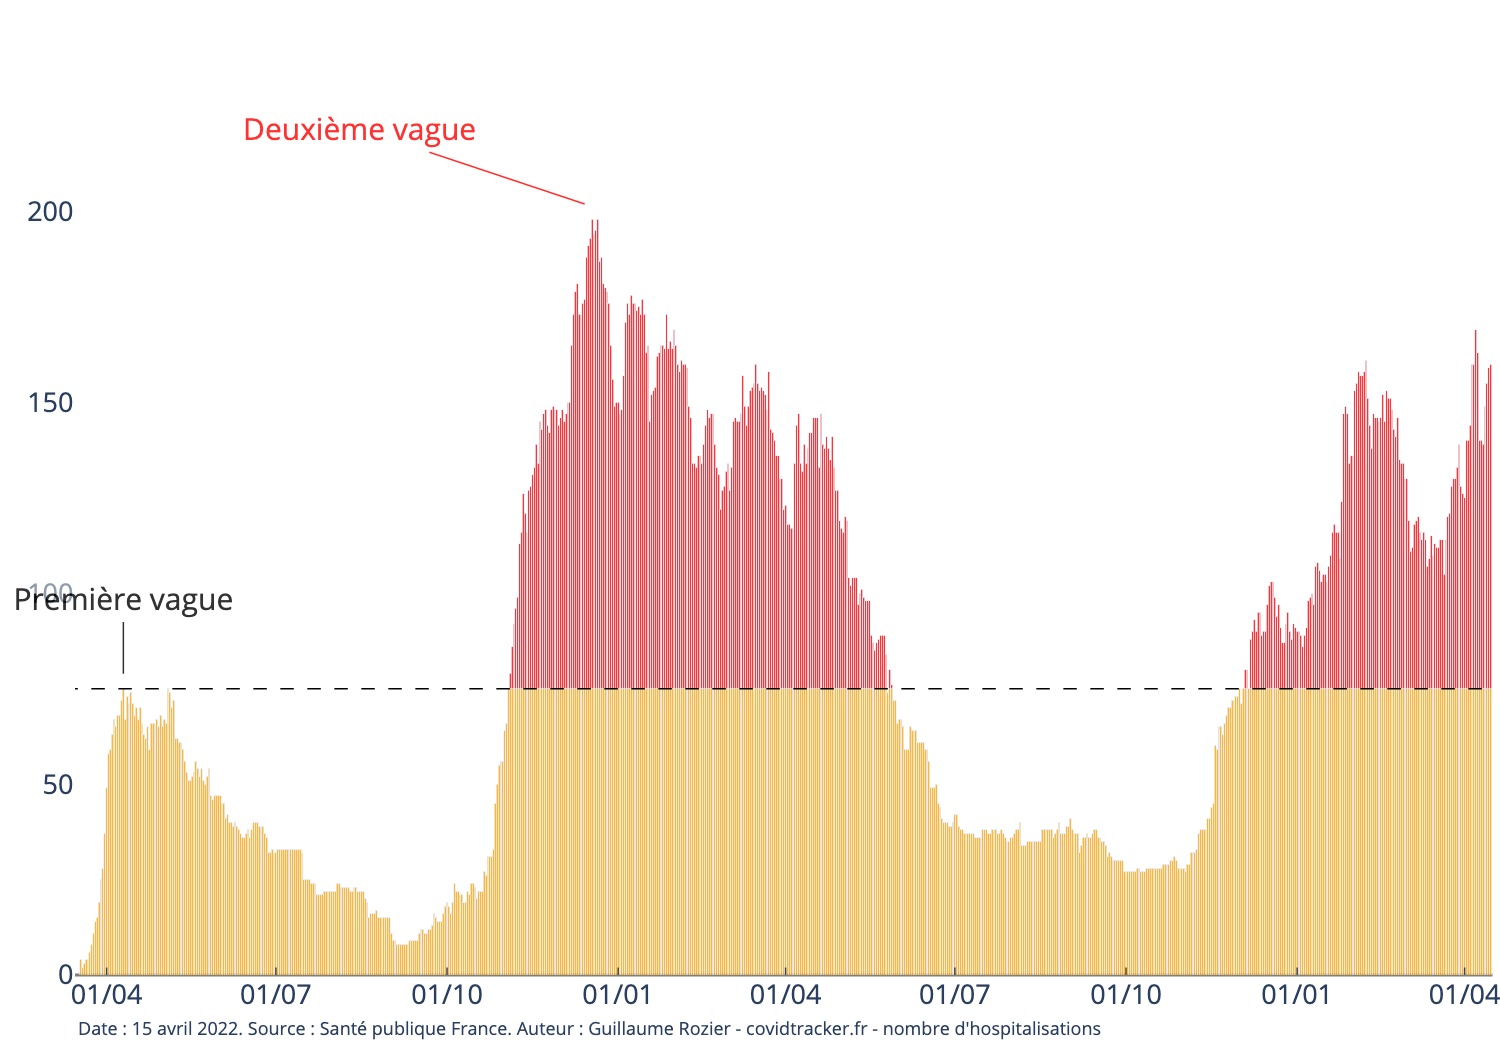 Deuxième vague
200
150
100
Première vague
50
0
01/04 01/07 01/10 01/01 01/04 01/07 01/10 01/01 01/04
Date : 15 avril 2022. Source : Santé publique France. Auteur : Guillaume Rozier - covidtracker.fr - nombre d'hospitalisations